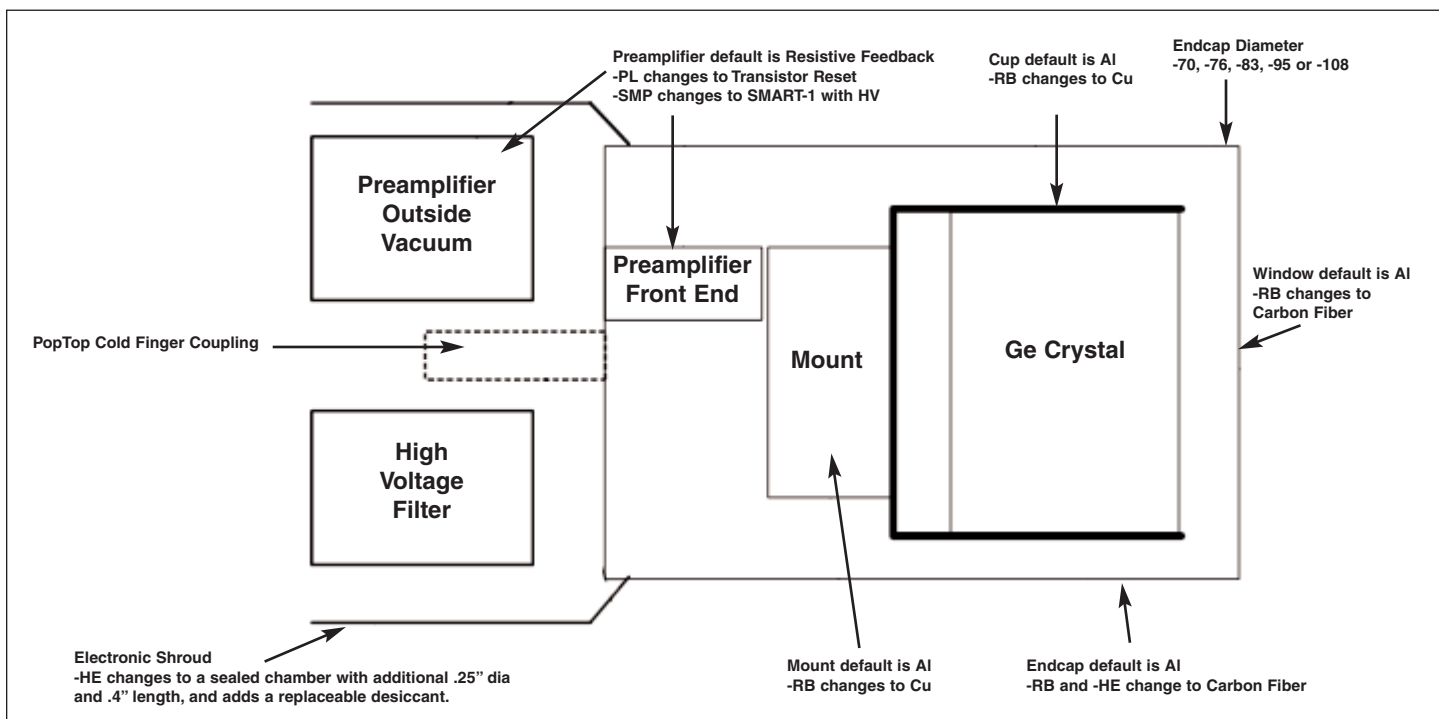 Preamplifier default is Resistive Feedback
-PL changes to Transistor Reset
-SMP changes to SMART-1 with HV
Cup default is Al
-RB changes to Cu
Endcap Diameter
-70, -76, -83, -95 or -108
Preamplifier
Outside
Vacuum
Preamplifier
Front End
Window default is Al
-RB changes to
Carbon Fiber
PopTop Cold Finger Coupling
Mount
Ge Crystal
High
Voltage
Filter
Electronic Shroud
-HE changes to a sealed chamber with additional .25” dia
and .4” length, and adds a replaceable desiccant.
Mount default is Al
-RB changes to Cu
Endcap default is Al
-RB and -HE change to Carbon Fiber